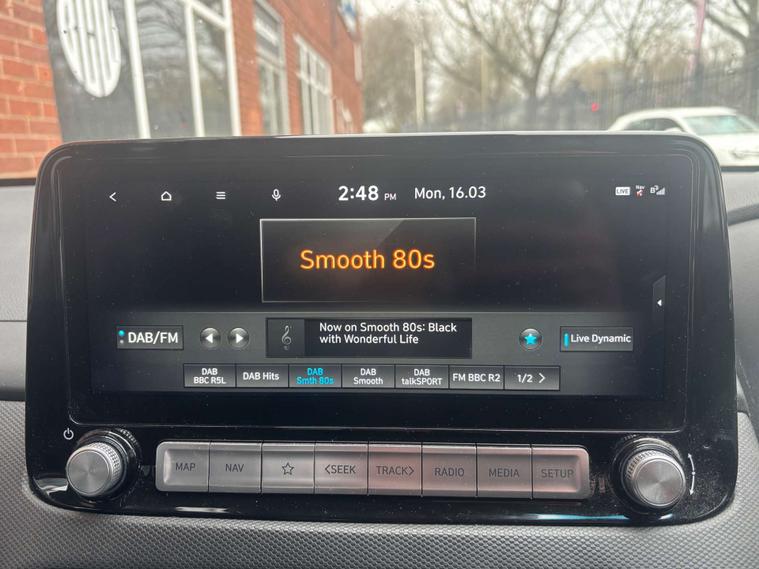 2:48 PM Mon, 16.03 LIVE Nav
Smooth 80s
DAB/FM
Now on Smooth 80s: Black
with Wonderful Life
Live Dynamic
DAB
BBC R5L
DAB Hits
DAB
Smth 80s
DAB
Smooth
DAB
talkSPORT
FM BBC R2
1/2 >
MAP NAV <SEEK TRACK> RADIO MEDIA SETUP